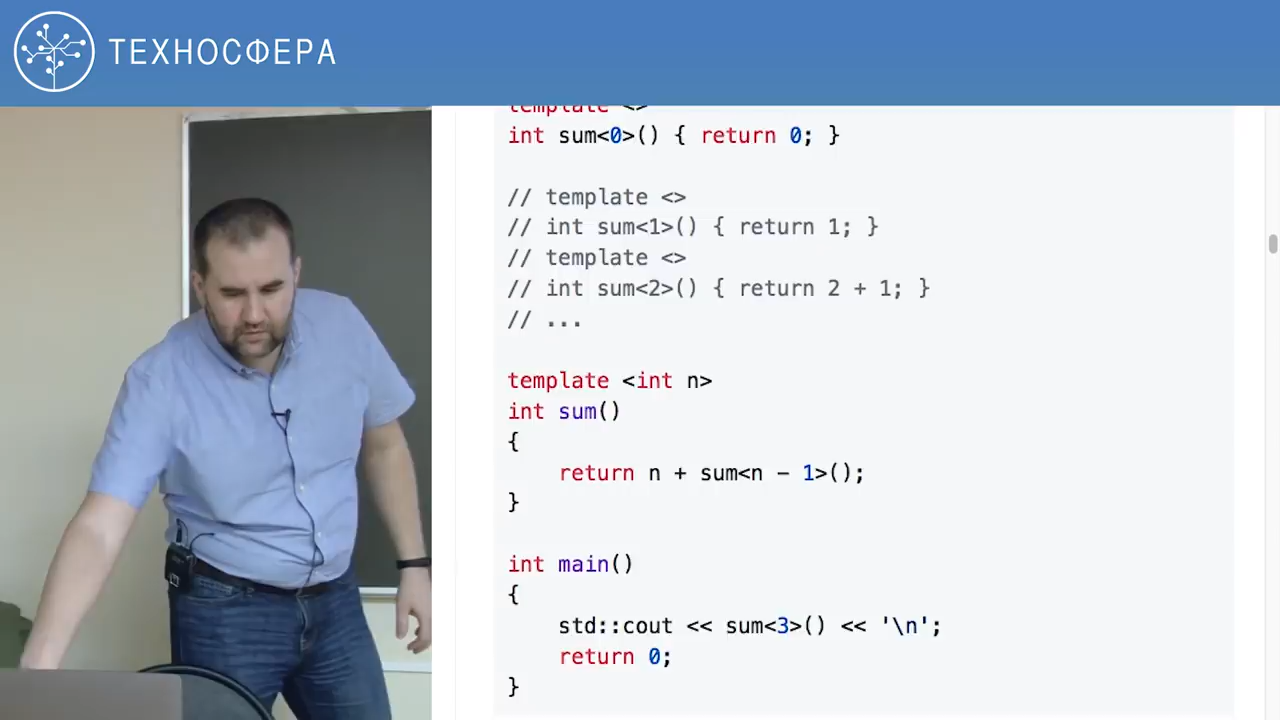 ТЕХНОСФЕРА
template <>
int sum<0>() { return 0; }
// template <>
// int sum<1>() { return 1; }
// template <>
// int sum<2>() { return 2 + 1; }
// ...
template <int n>
int sum()
{
    return n + sum<n - 1>();
}
int main()
{
    std::cout << sum<3>() << '\n';
    return 0;
}